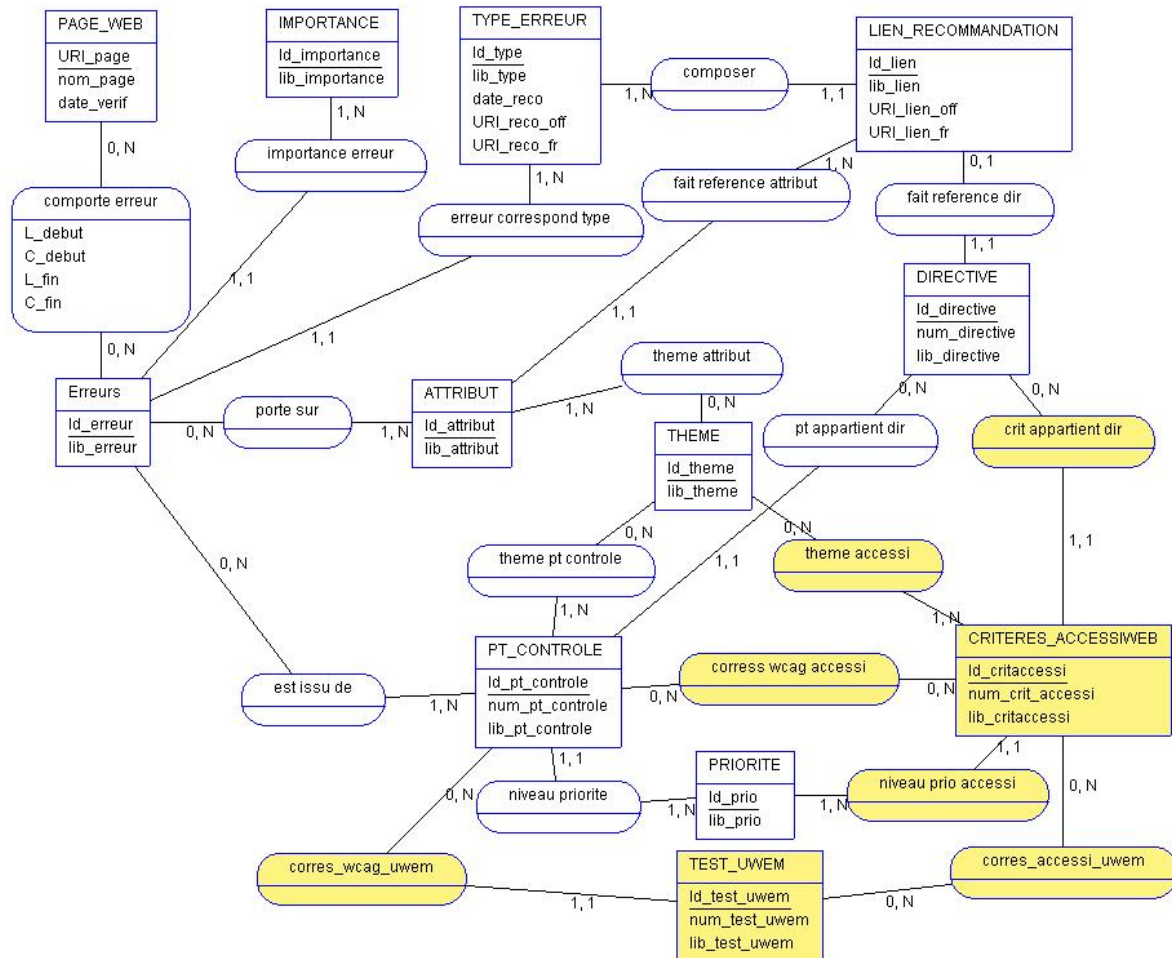 PAGE_WEB
URI_page
nom_page
date_verif
IMPORTANCE
Id_importance
lib_importance
TYPE_ERREUR
Id_type
lib_type
date_reco
URI_reco_off
URI_reco_fr
1, N
composer
1, 1
LIEN_RECOMMANDATION
Id_lien
lib_lien
URI_lien_off
URI_lien_fr
0, N
1, N
1, N
1, N
0, 1
importance erreur
fait reference attribut
fait reference dir
comporte erreur
L_debut
C_debut
L_fin
C_fin
erreur correspond type
1, 1
1, 1
DIRECTIVE
Id_directive
num_directive
lib_directive
1, 1
1, 1
0, N
theme attribut
Erreurs
Id_erreur
lib_erreur
0, N
porte sur
1, N
ATTRIBUT
Id_attribut
lib_attribut
1, N
0, N
0, N
0, N
THEME
Id_theme
lib_theme
pt appartient dir
crit appartient dir
0, N
0, N
0, N
theme pt controle
1, 1
theme accessi
1, 1
1, N
1, N
PT_CONTROLE
Id_pt_controle
num_pt_controle
lib_pt_controle
CRITERES_ACCESSIWEB
Id_critaccessi
num_crit_accessi
lib_critaccessi
est issu de
1, N
0, N
corress wcag accessi
0, N
1, 1
1, 1
0, N
0, N
niveau priorite
1, N
PRIORITE
Id_prio
lib_prio
1, N
niveau prio accessi
corres_wcag_uwem
1, 1
TEST_UWEM
Id_test_uwem
num_test_uwem
lib_test_uwem
0, N
corres_accessi_uwem